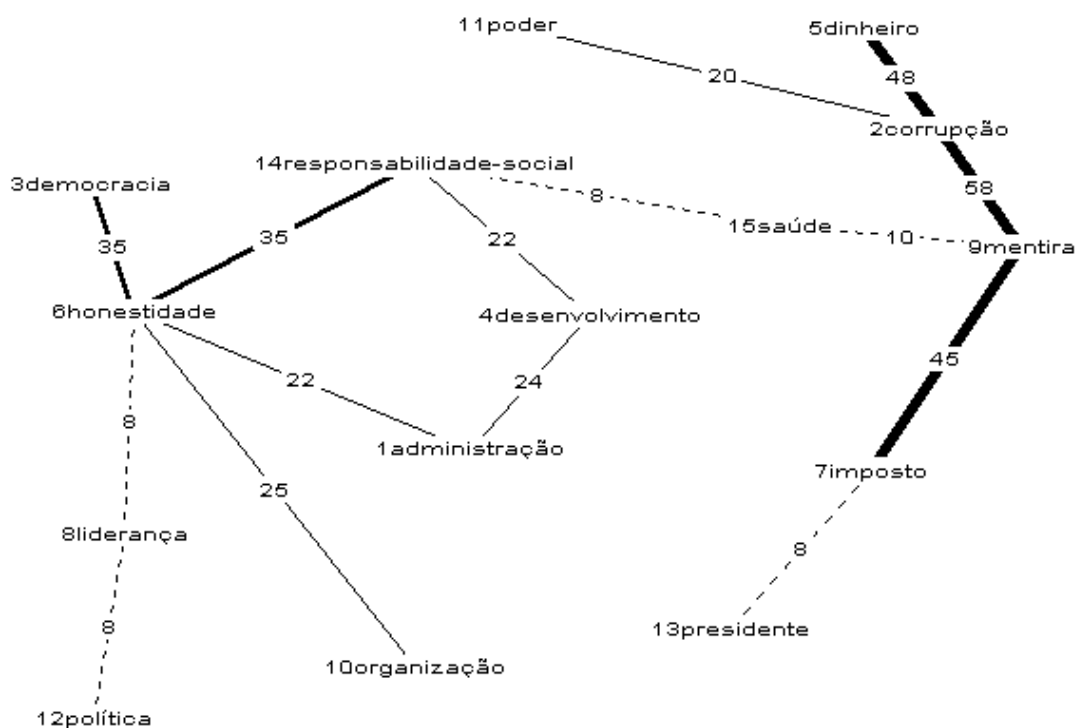 11poder
5dinheiro
20
48
2corrupção
14responsabilidade-social
3democracia
58
8
15saúde
10
9mentira
35
35
22
6honestidade
4desenvolvimento
45
22
24
8
1administração
7imposto
25
8liderança
8
8
13presidente
10organização
12política